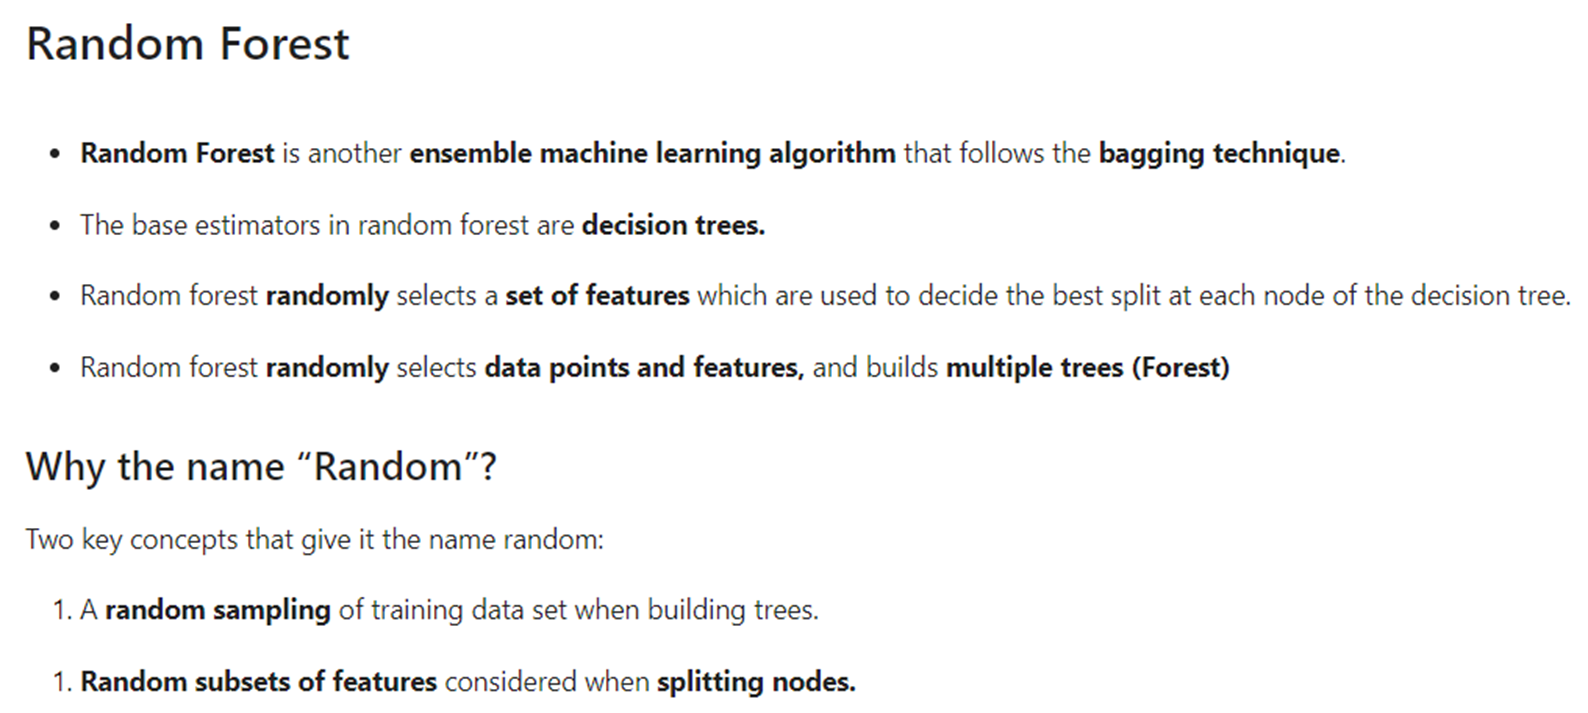 Random Forest
• Random Forest is another ensemble machine learning algorithm that follows the bagging technique.
• The base estimators in random forest are decision trees.
• Random forest randomly selects a set of features which are used to decide the best split at each node of the decision tree.
• Random forest randomly selects data points and features, and builds multiple trees (Forest)
Why the name “Random”?
Two key concepts that give it the name random:
1. A random sampling of training data set when building trees.
1. Random subsets of features considered when splitting nodes.